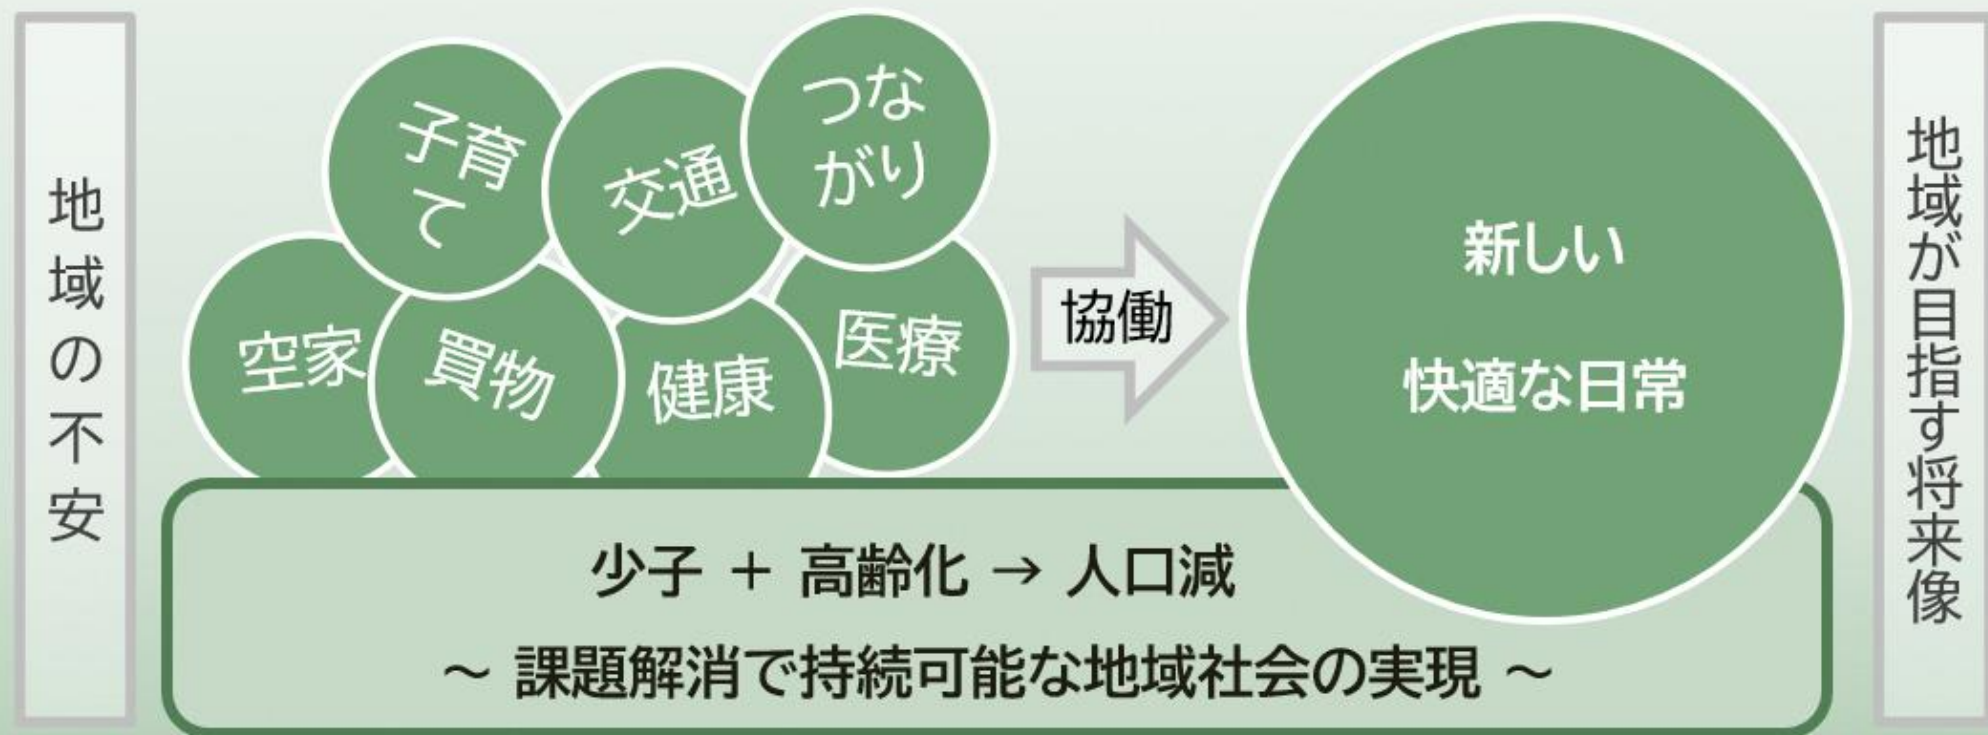 地域の不安
子育
て
交通
つな
がり
空家
買物
健康
医療
協働
新しい
快適な日常
少子 + 高齢化 → 人口減
～ 課題解消で持続可能な地域社会の実現 ～
地域が目指す将来像